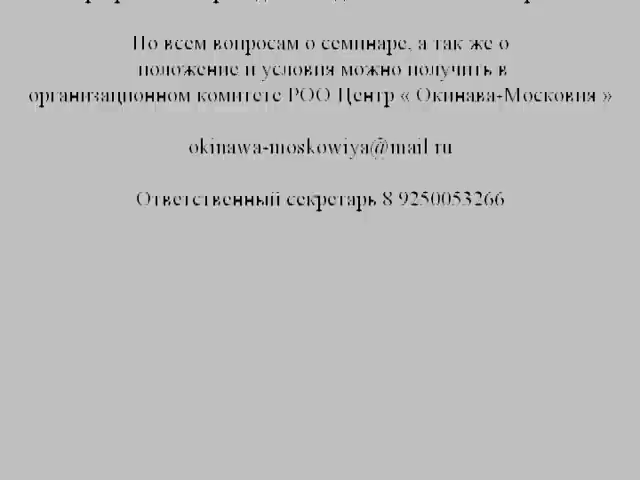 По всем вопросам о семинаре, а так же о
положение и условия можно получить в
организационном комитете РОО Центр « Окинава-Московия »
okinawa-moskowiya@mail ru
Ответственный секретарь 8 9250053266